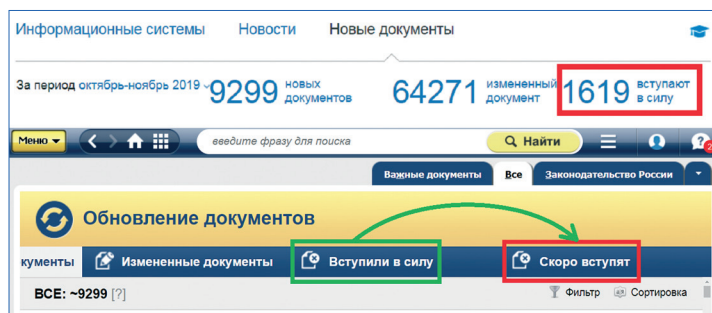 Информационные системы Новости Новые документы
За период октябрь-ноябрь 2019 9299 новых документов 64271 измененный документ 1619 вступают в силу
Меню введите фразу для поиска Найти 2
Важные документы Все Законодательство России
Обновление документов
кументы Измененные документы Вступили в силу Скоро вступят
ВСЕ: ~9299 [?] Фильтр Сортировка